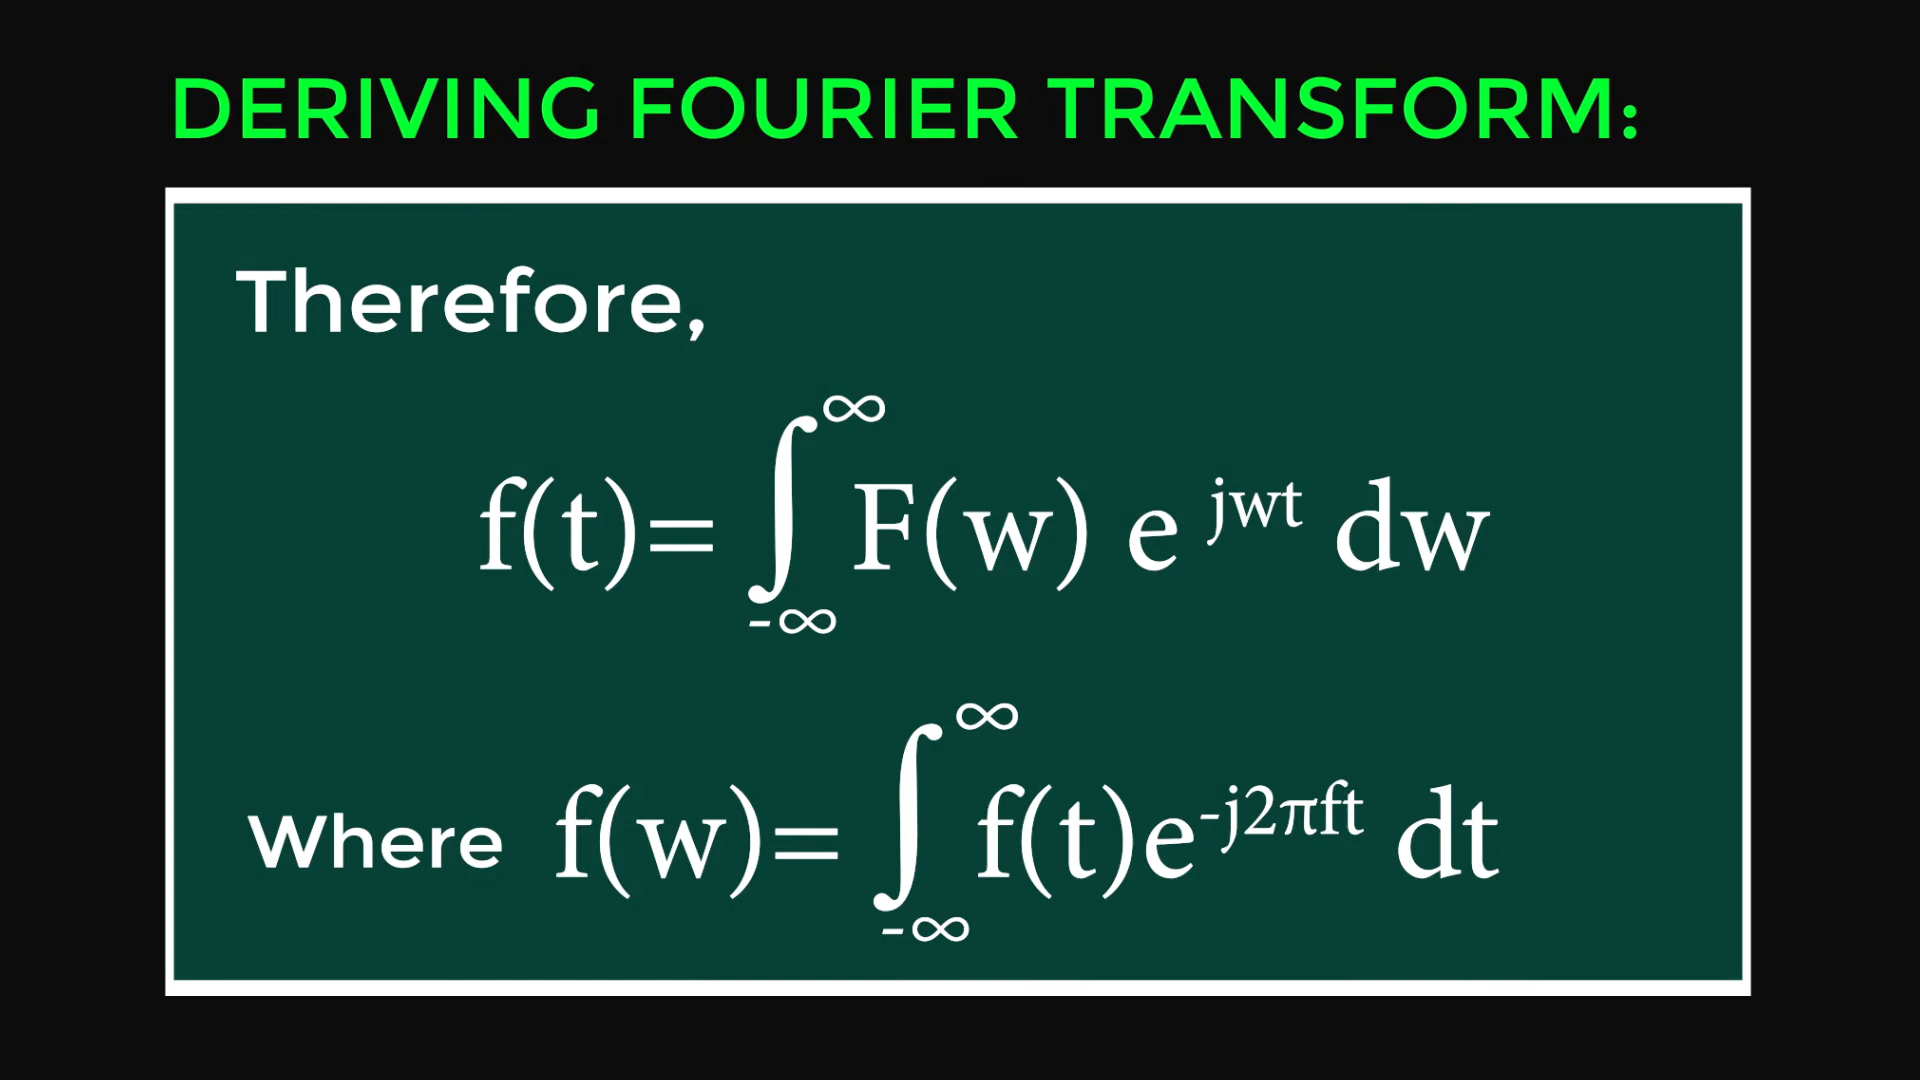 DERIVING FOURIER TRANSFORM:
Therefore,
f(t)= ∫_{-∞}^{∞} F(w) e^{jwt} dw
Where f(w)= ∫_{-∞}^{∞} f(t)e^{-j2πft} dt